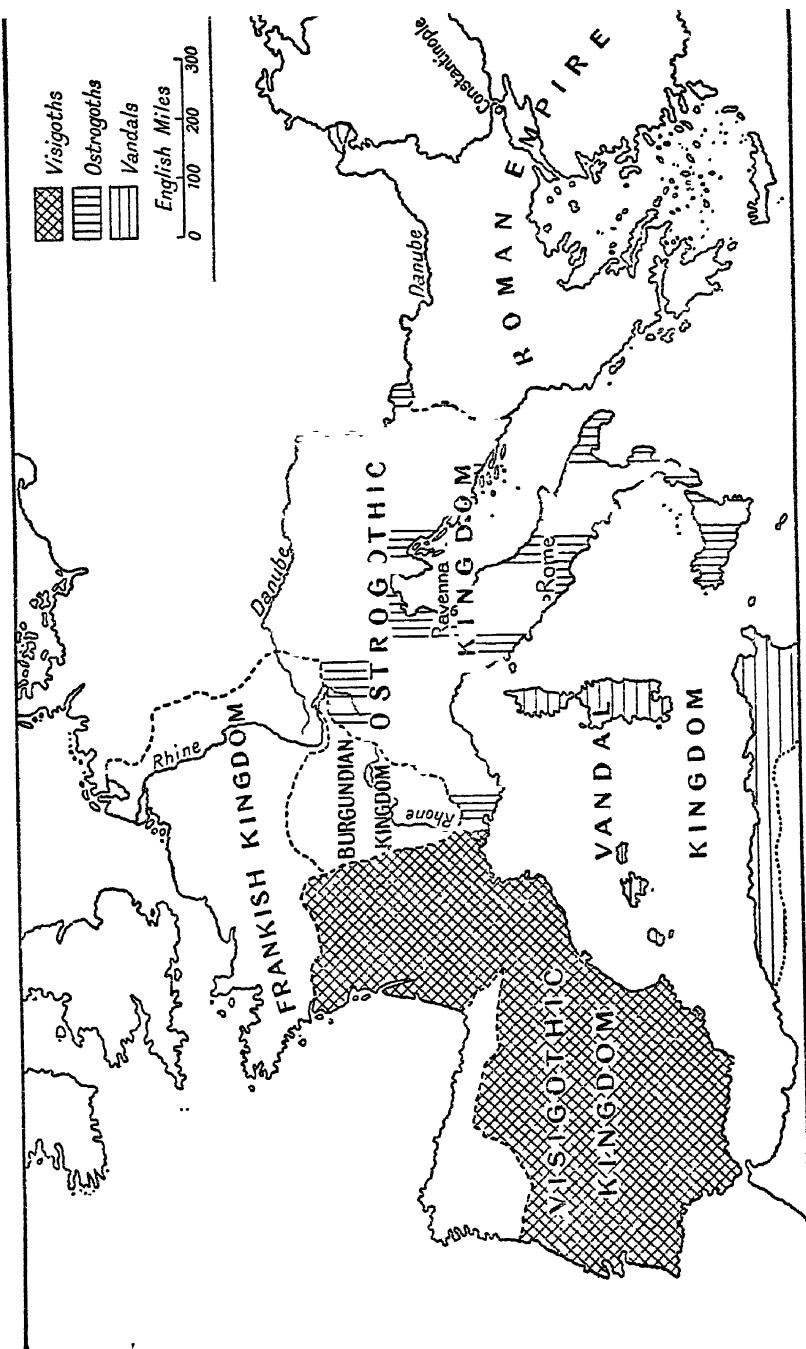 Visigoths
Ostrogoths
Vandals
English Miles
0 100 200 300
Constantinople
ROMAN EMPIRE
Danube
Danube
Rhine
FRANKISH KINGDOM
BURGUNDIAN
KINGDOM
Rhone
OSTROGOTHIC
KINGDOM
Ravenna
Rome
VANDAL
KINGDOM
VISIGOTHIC
KINGDOM